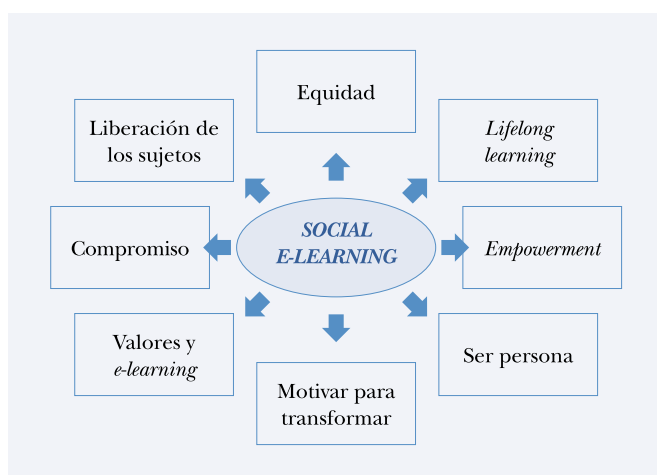 Equidad
Liberación de
los sujetos
Lifelong
learning
SOCIAL
E-LEARNING
Compromiso
Empowerment
Valores y
e-learning
Ser persona
Motivar para
transformar